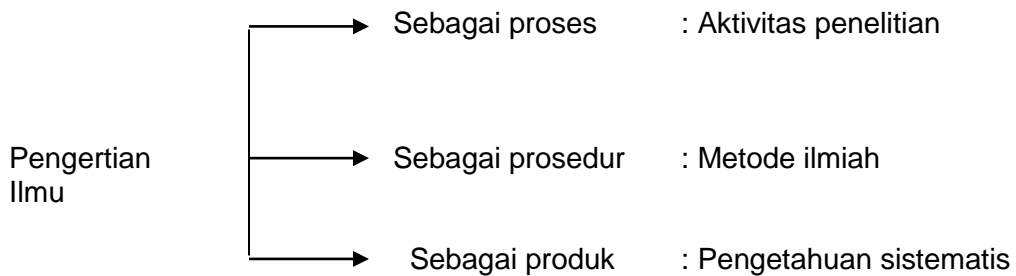 Sebagai proses : Aktivitas penelitian
Pengertian
Ilmu
Sebagai prosedur : Metode ilmiah
Sebagai produk : Pengetahuan sistematis